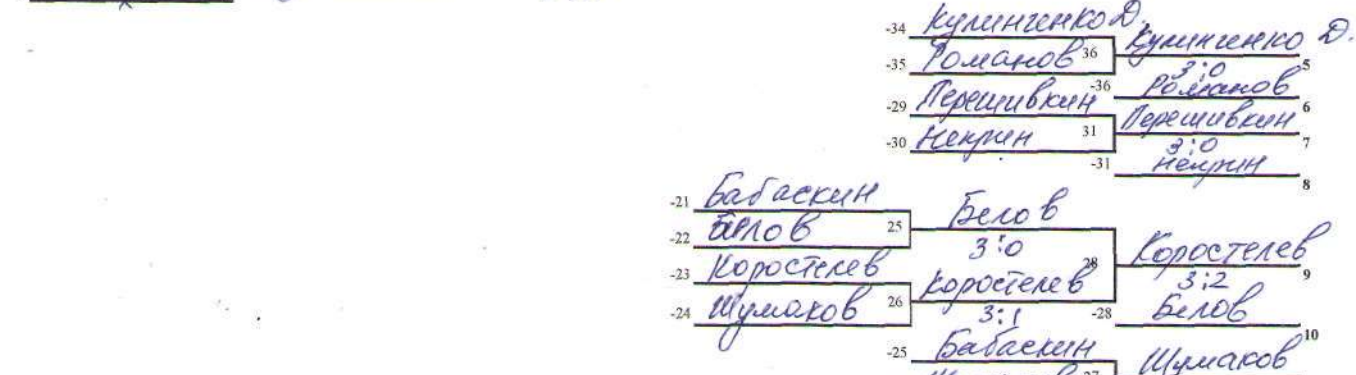 -34 Кулинченко Д.
-35 Романов 36
Кулинченко Д. 5
3:0
-36 Романов 6
-29 Перешивкин
-30 Некрин 31
Перешивкин 7
3:0
-31 Некрин 8
-21 Бабаскин
-22 Белов 25
Белов
3:0
-23 Коростелев
-24 Шумаков 26
Коростелев 28
3:1
Коростелев 9
3:2
-28 Белов 10
-25 Бабаскин
27
Шумаков